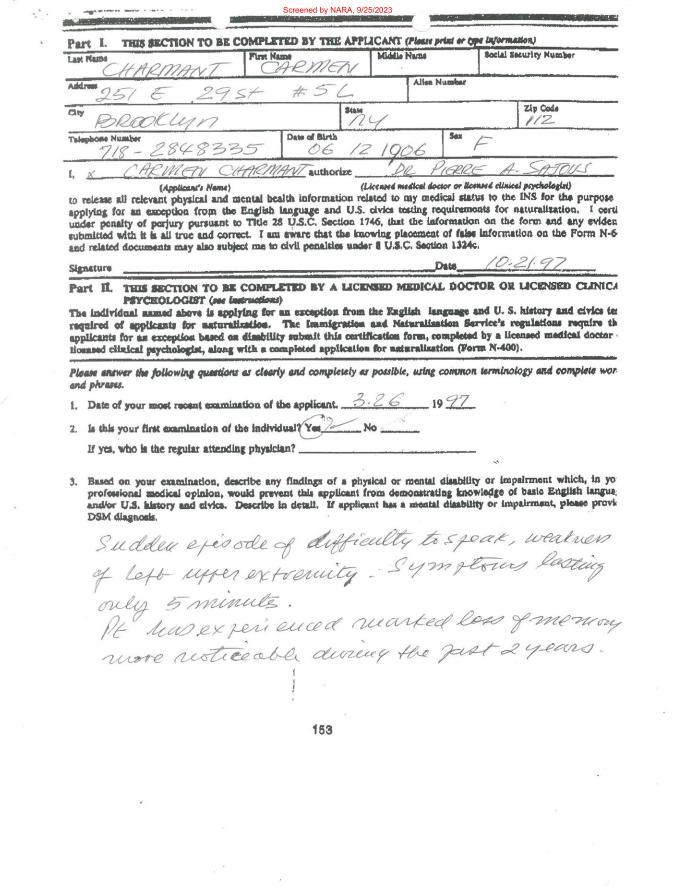 Screened by NARA, 9/25/2023
Part I. THIS SECTION TO BE COMPLETED BY THE APPLICANT (Please print or type information)
Last Name First Name Middle Name Social Security Number
CHARMANT CARMEN
Address Alien Number
251 E 29st #5L
City State Zip Code
BROOKLYN NY 112
Telephone Number Date of Birth Sex
718-2848335 06 12 1906 F
I, x CARMEN CHARMANT authorize DR PIERRE A. SAJOUS
(Applicant's Name) (Licensed medical doctor or licensed clinical psychologist)
to release all relevant physical and mental health information related to my medical status to the INS for the purpose
applying for an exception from the English language and U.S. civics testing requirements for naturalization. I certi
under penalty of perjury pursuant to Title 28 U.S.C. Section 1746, that the information on the form and any eviden
submitted with it is all true and correct. I am aware that the knowing placement of false information on the Form N-6
and related documents may also subject me to civil penalties under 8 U.S.C. Section 1324c.
Signature Date 10-21-97
Part II. THIS SECTION TO BE COMPLETED BY A LICENSED MEDICAL DOCTOR OR LICENSED CLINICA
PSYCHOLOGIST (see instructions)
The individual named above is applying for an exception from the English language and U. S. history and civics tes
required of applicants for naturalization. The Immigration and Naturalization Service's regulations require th
applicants for an exception based on disability submit this certification form, completed by a licensed medical doctor
licensed clinical psychologist, along with a completed application for naturalization (Form N-400).
Please answer the following questions as clearly and completely as possible, using common terminology and complete wor
and phrases.
1. Date of your most recent examination of the applicant. 3.26 19 97
2. Is this your first examination of the individual? Yes No
If yes, who is the regular attending physician?
3. Based on your examination, describe any findings of a physical or mental disability or impairment which, in yo
professional medical opinion, would prevent this applicant from demonstrating knowledge of basic English langua
and/or U.S. history and civics. Describe in detail. If applicant has a mental disability or impairment, please provi
DSM diagnosis.
Sudden episode of difficulty to speak, weakness
of left upper extremity. Symptoms lasting
only 5 minutes.
Pt has experienced marked loss of memory
more noticeable during the past 2 years.
153